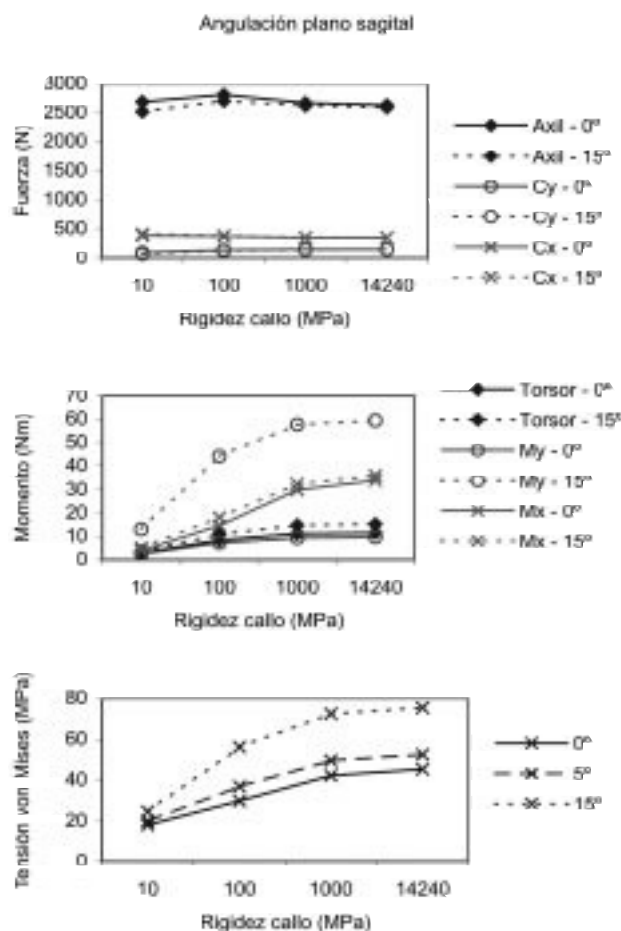 Angulación plano sagital
Fuerza (N)
3000
2500
2000
1500
1000
500
0
10 100 1000 14240
Rigidez callo (MPa)
Axil - 0º
Axil - 15º
Cy - 0º
Cy - 15º
Cx - 0º
Cx - 15º
Momento (Nm)
70
60
50
40
30
20
10
0
10 100 1000 14240
Rigidez callo (MPa)
Torsor - 0º
Torsor - 15º
My - 0º
My - 15º
Mx - 0º
Mx - 15º
Tensión von Mises (MPa)
80
60
40
20
0
10 100 1000 14240
Rigidez callo (MPa)
0º
5º
15º